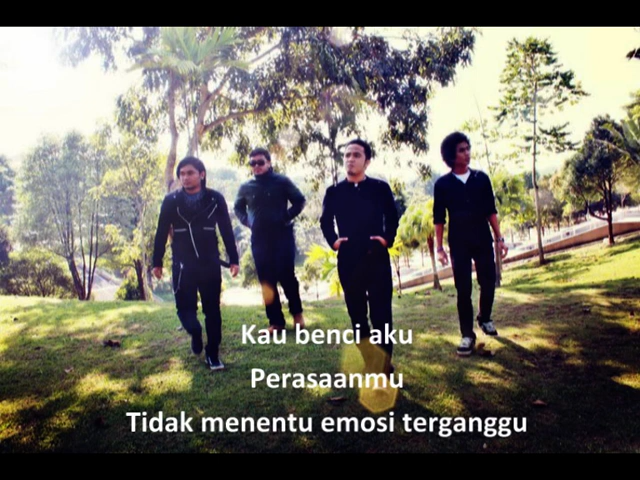 Kau benci aku
Perasaanmu
Tidak menentu emosi terganggu